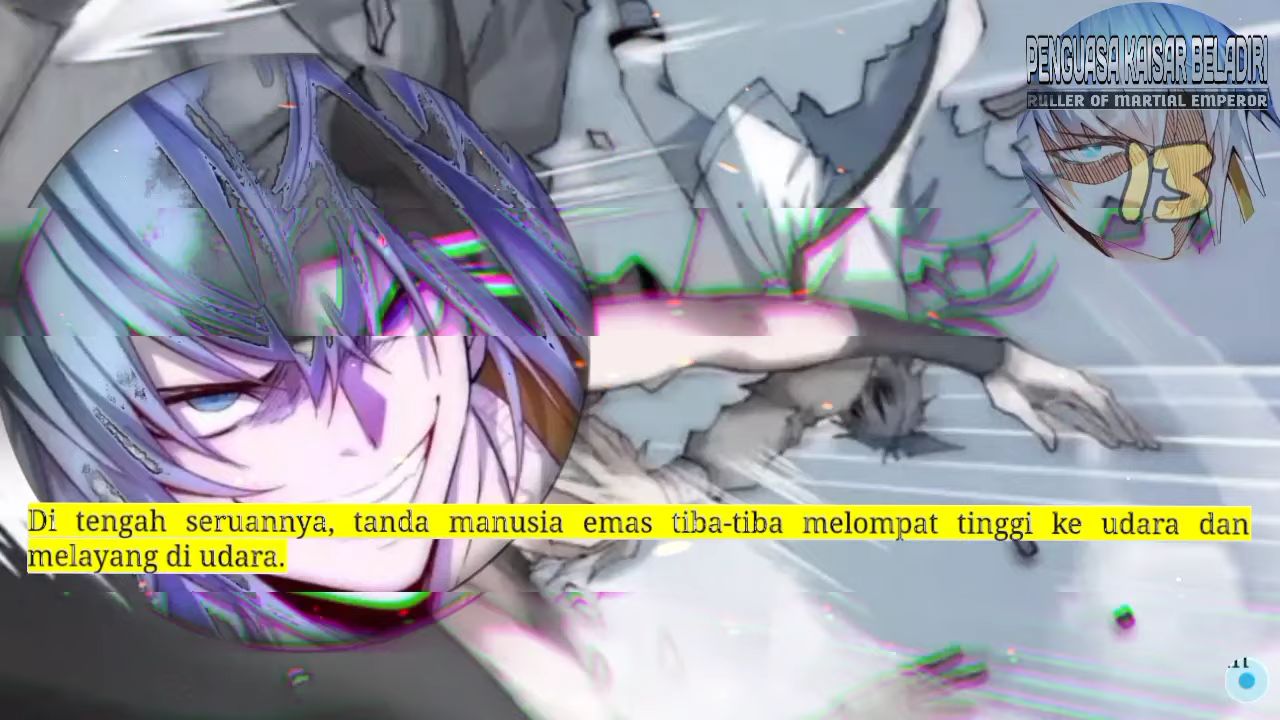 PENGUASA KAISAR BELADIRI
RULLER OF MARTIAL EMPEROR
13
Di tengah seruannya, tanda manusia emas tiba-tiba melompat tinggi ke udara dan
melayang di udara.